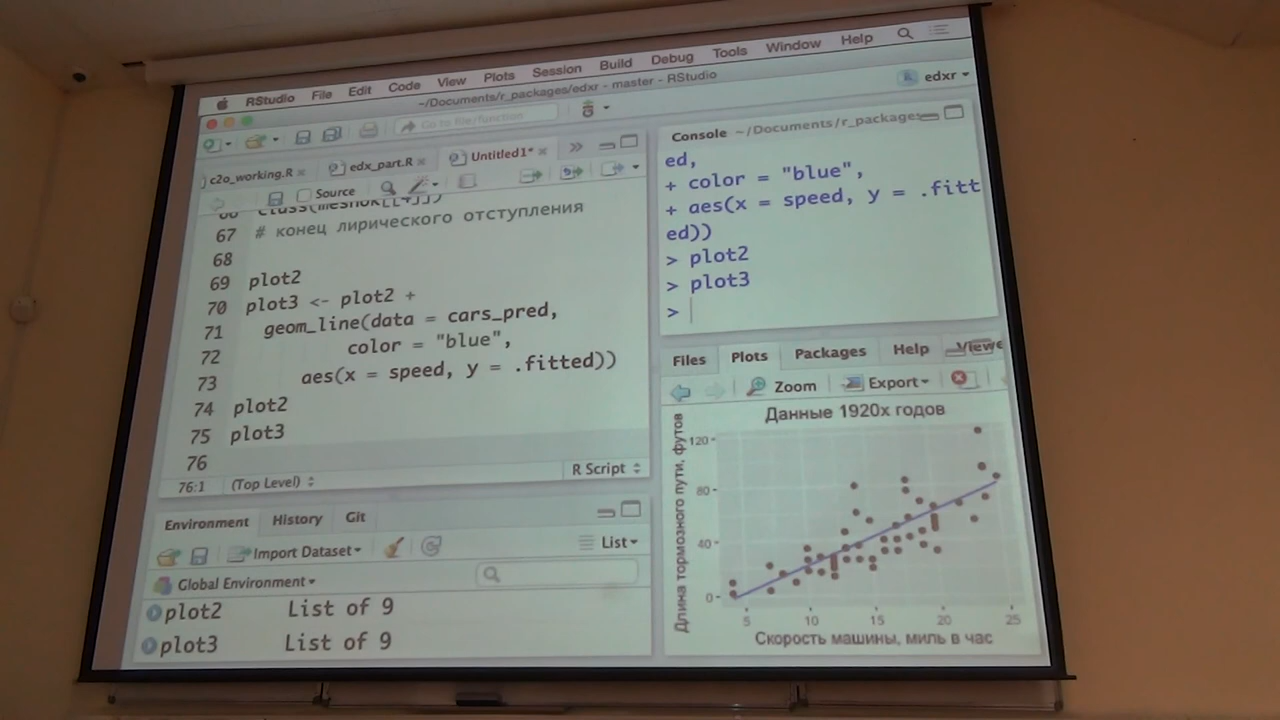 RStudio File Edit Code View Plots Session Build Debug Tools Window Help
~/Documents/r_packages/edxr - master - RStudio
Go to file/function
edxr
c2o_working.R
edx_part.R
Untitled1*
Source
67 # конец лирического отступления
68
69 plot2
70 plot3 <- plot2 +
71 geom_line(data = cars_pred,
72 color = "blue",
73 aes(x = speed, y = .fitted))
74 plot2
75 plot3
76
76:1 (Top Level) R Script
Console ~/Documents/r_packages
ed,
+ color = "blue",
+ aes(x = speed, y = .fitt
ed))
> plot2
> plot3
>
Environment History Git
Import Dataset
List
Global Environment
plot2 List of 9
plot3 List of 9
Files Plots Packages Help
Zoom Export
Данные 1920х годов
Длина тормозного пути, футов
120
80
40
0
5 10 15 20 25
Скорость машины, миль в час